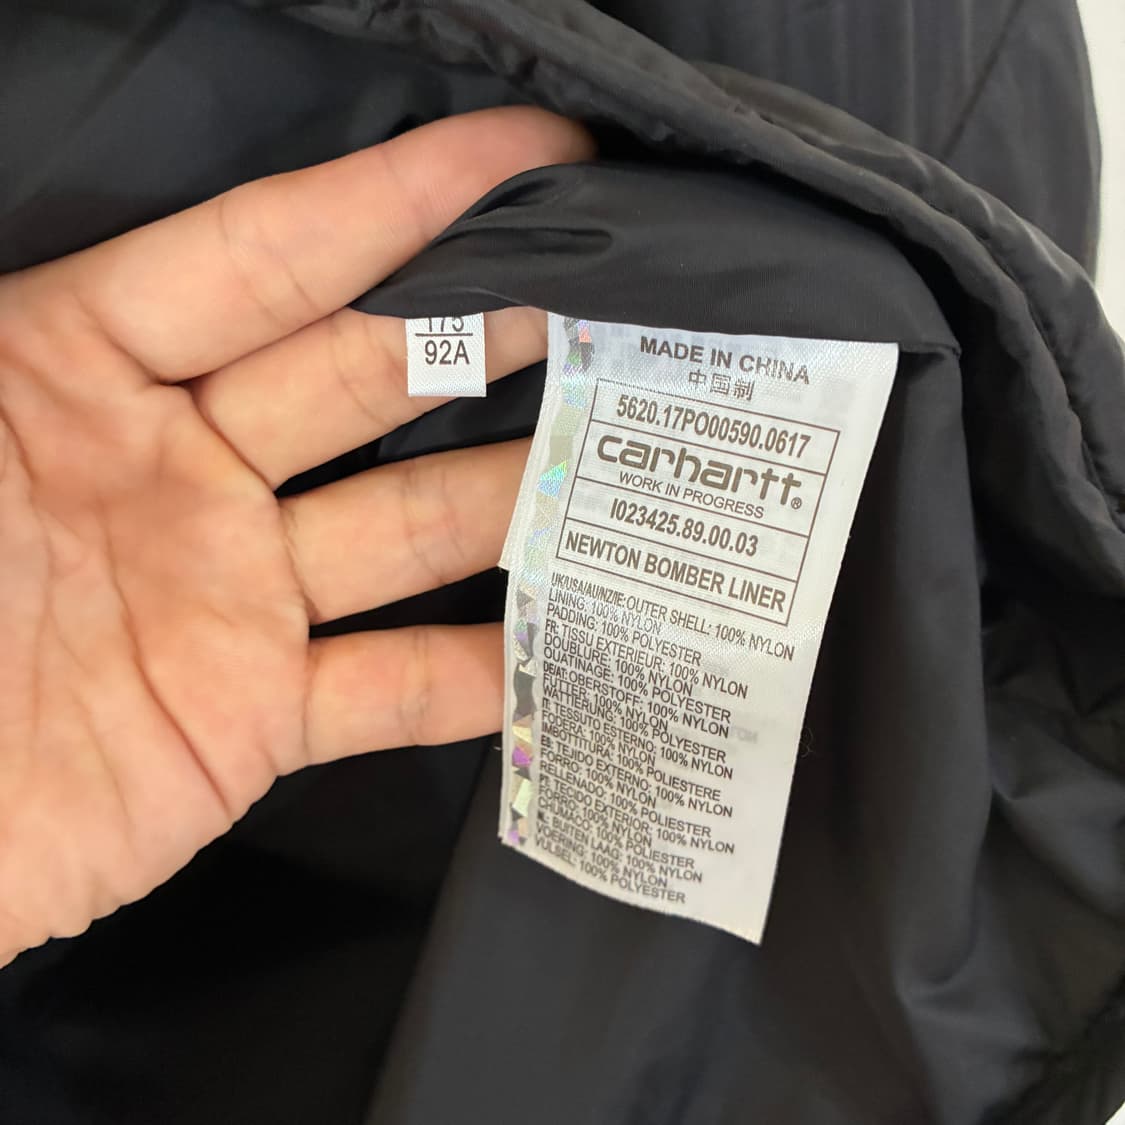 175
92A
MADE IN CHINA
中国制
5620.17PO00590.0617
carhartt®
WORK IN PROGRESS
I023425.89.00.03
NEWTON BOMBER LINER
UK/USA/AU/NZ/IE: OUTER SHELL: 100% NYLON
LINING: 100% NYLON
PADDING: 100% POLYESTER
FR: TISSU EXTERIEUR: 100% NYLON
DOUBLURE: 100% NYLON
OUATINAGE: 100% POLYESTER
DE/AT: OBERSTOFF: 100% NYLON
FUTTER: 100% NYLON
WATTIERUNG: 100% POLYESTER
IT: TESSUTO ESTERNO: 100% NYLON
FODERA: 100% NYLON
IMBOTTITURA: 100% POLIESTERE
ES: TEJIDO EXTERNO: 100% NYLON
FORRO: 100% NYLON
RELLENADO: 100% POLIESTER
PT: TECIDO EXTERIOR: 100% NYLON
FORRO: 100% NYLON
CHUMACO: 100% POLIESTER
NL: BUITEN LAAG: 100% NYLON
VOERING: 100% NYLON
VULSEL: 100% POLYESTER